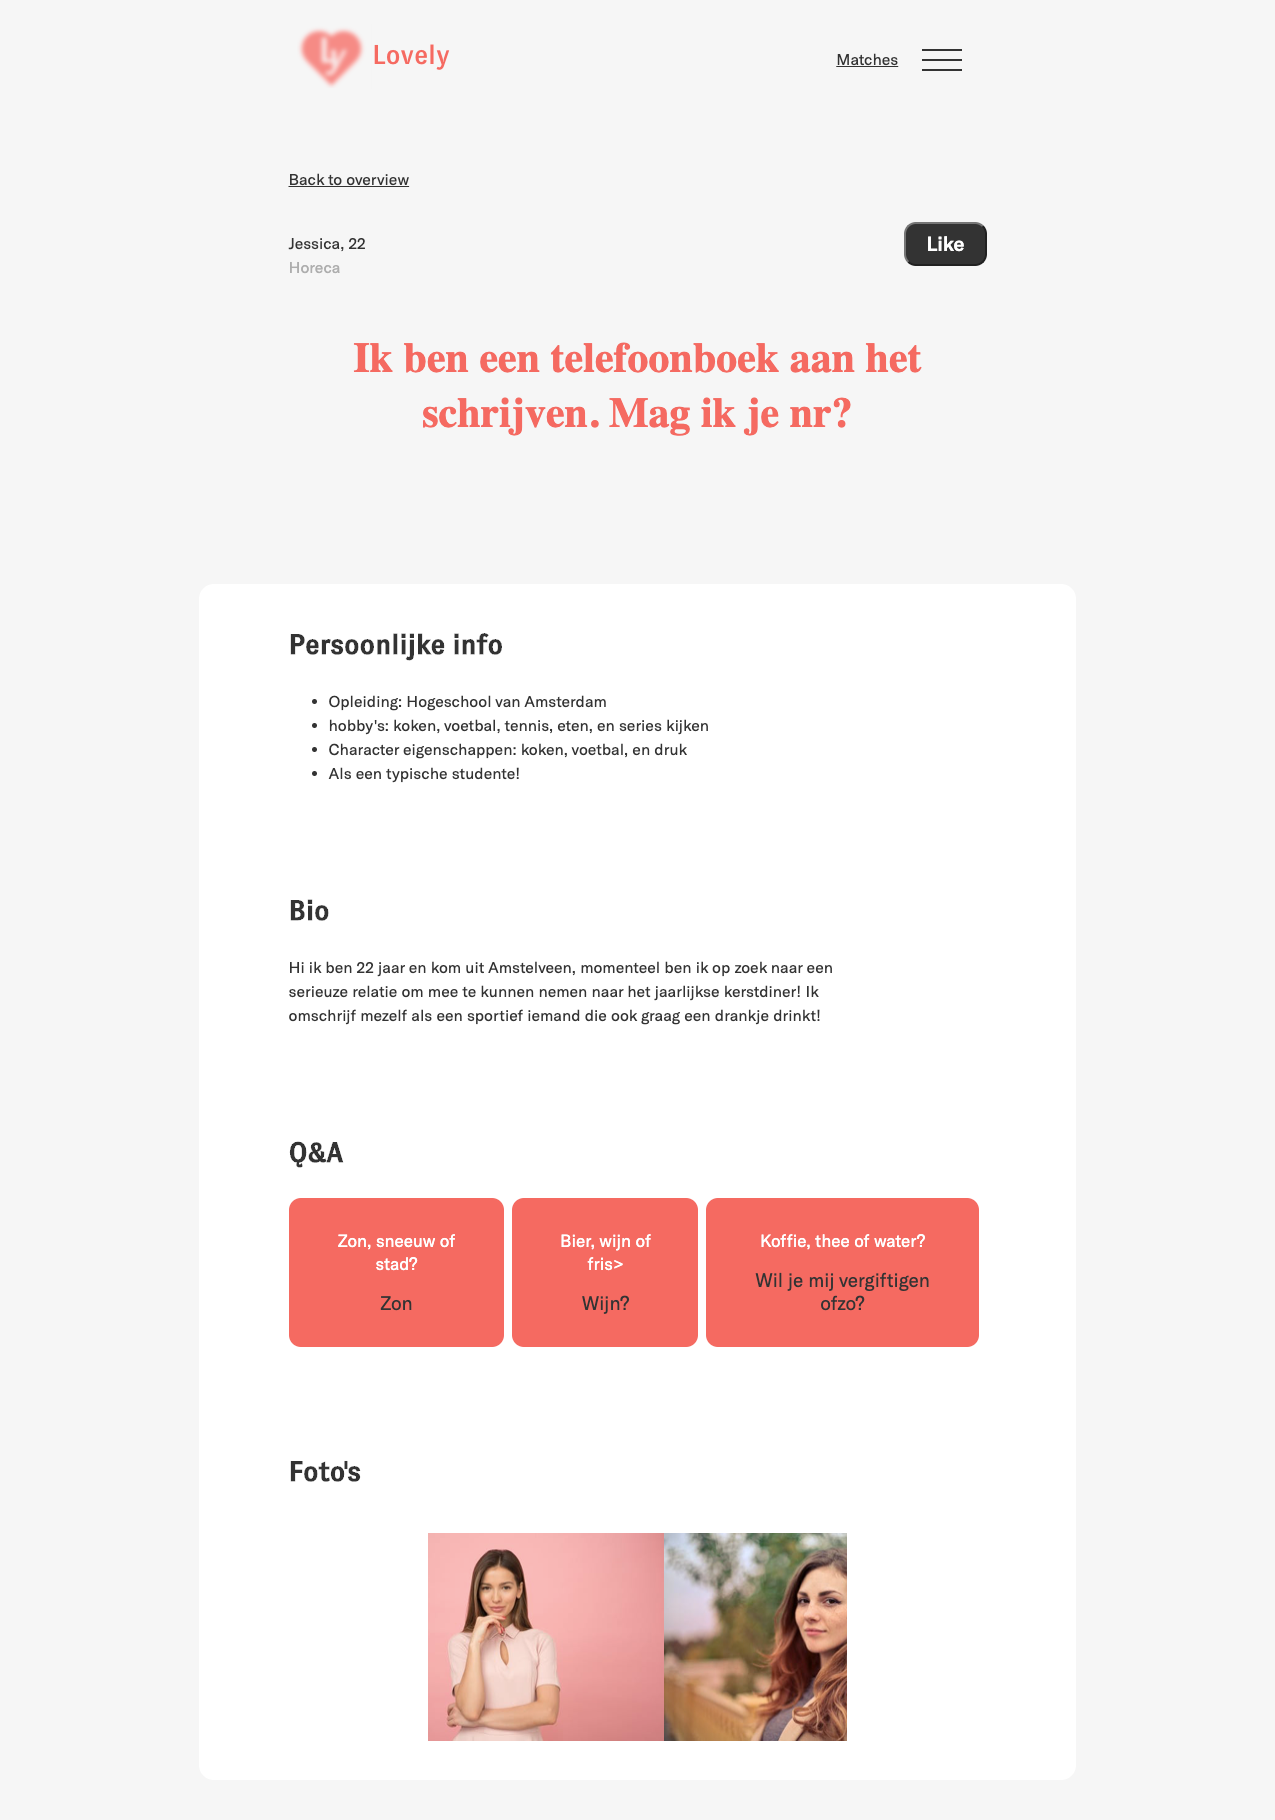 Ly
Lovely
Matches
Back to overview
Jessica, 22
Like
Horeca
Ik ben een telefoonboek aan het
schrijven. Mag ik je nr?
Persoonlijke info
• Opleiding: Hogeschool van Amsterdam
• hobby's: koken, voetbal, tennis, eten, en series kijken
• Character eigenschappen: koken, voetbal, en druk
• Als een typische studente!
Bio
Hi ik ben 22 jaar en kom uit Amstelveen, momenteel ben ik op zoek naar een
serieuze relatie om mee te kunnen nemen naar het jaarlijkse kerstdiner! Ik
omschrijf mezelf als een sportief iemand die ook graag een drankje drinkt!
Q&A
Zon, sneeuw of
stad?
Zon
Bier, wijn of
fris>
Wijn?
Koffie, thee of water?
Wil je mij vergiftigen
ofzo?
Foto's